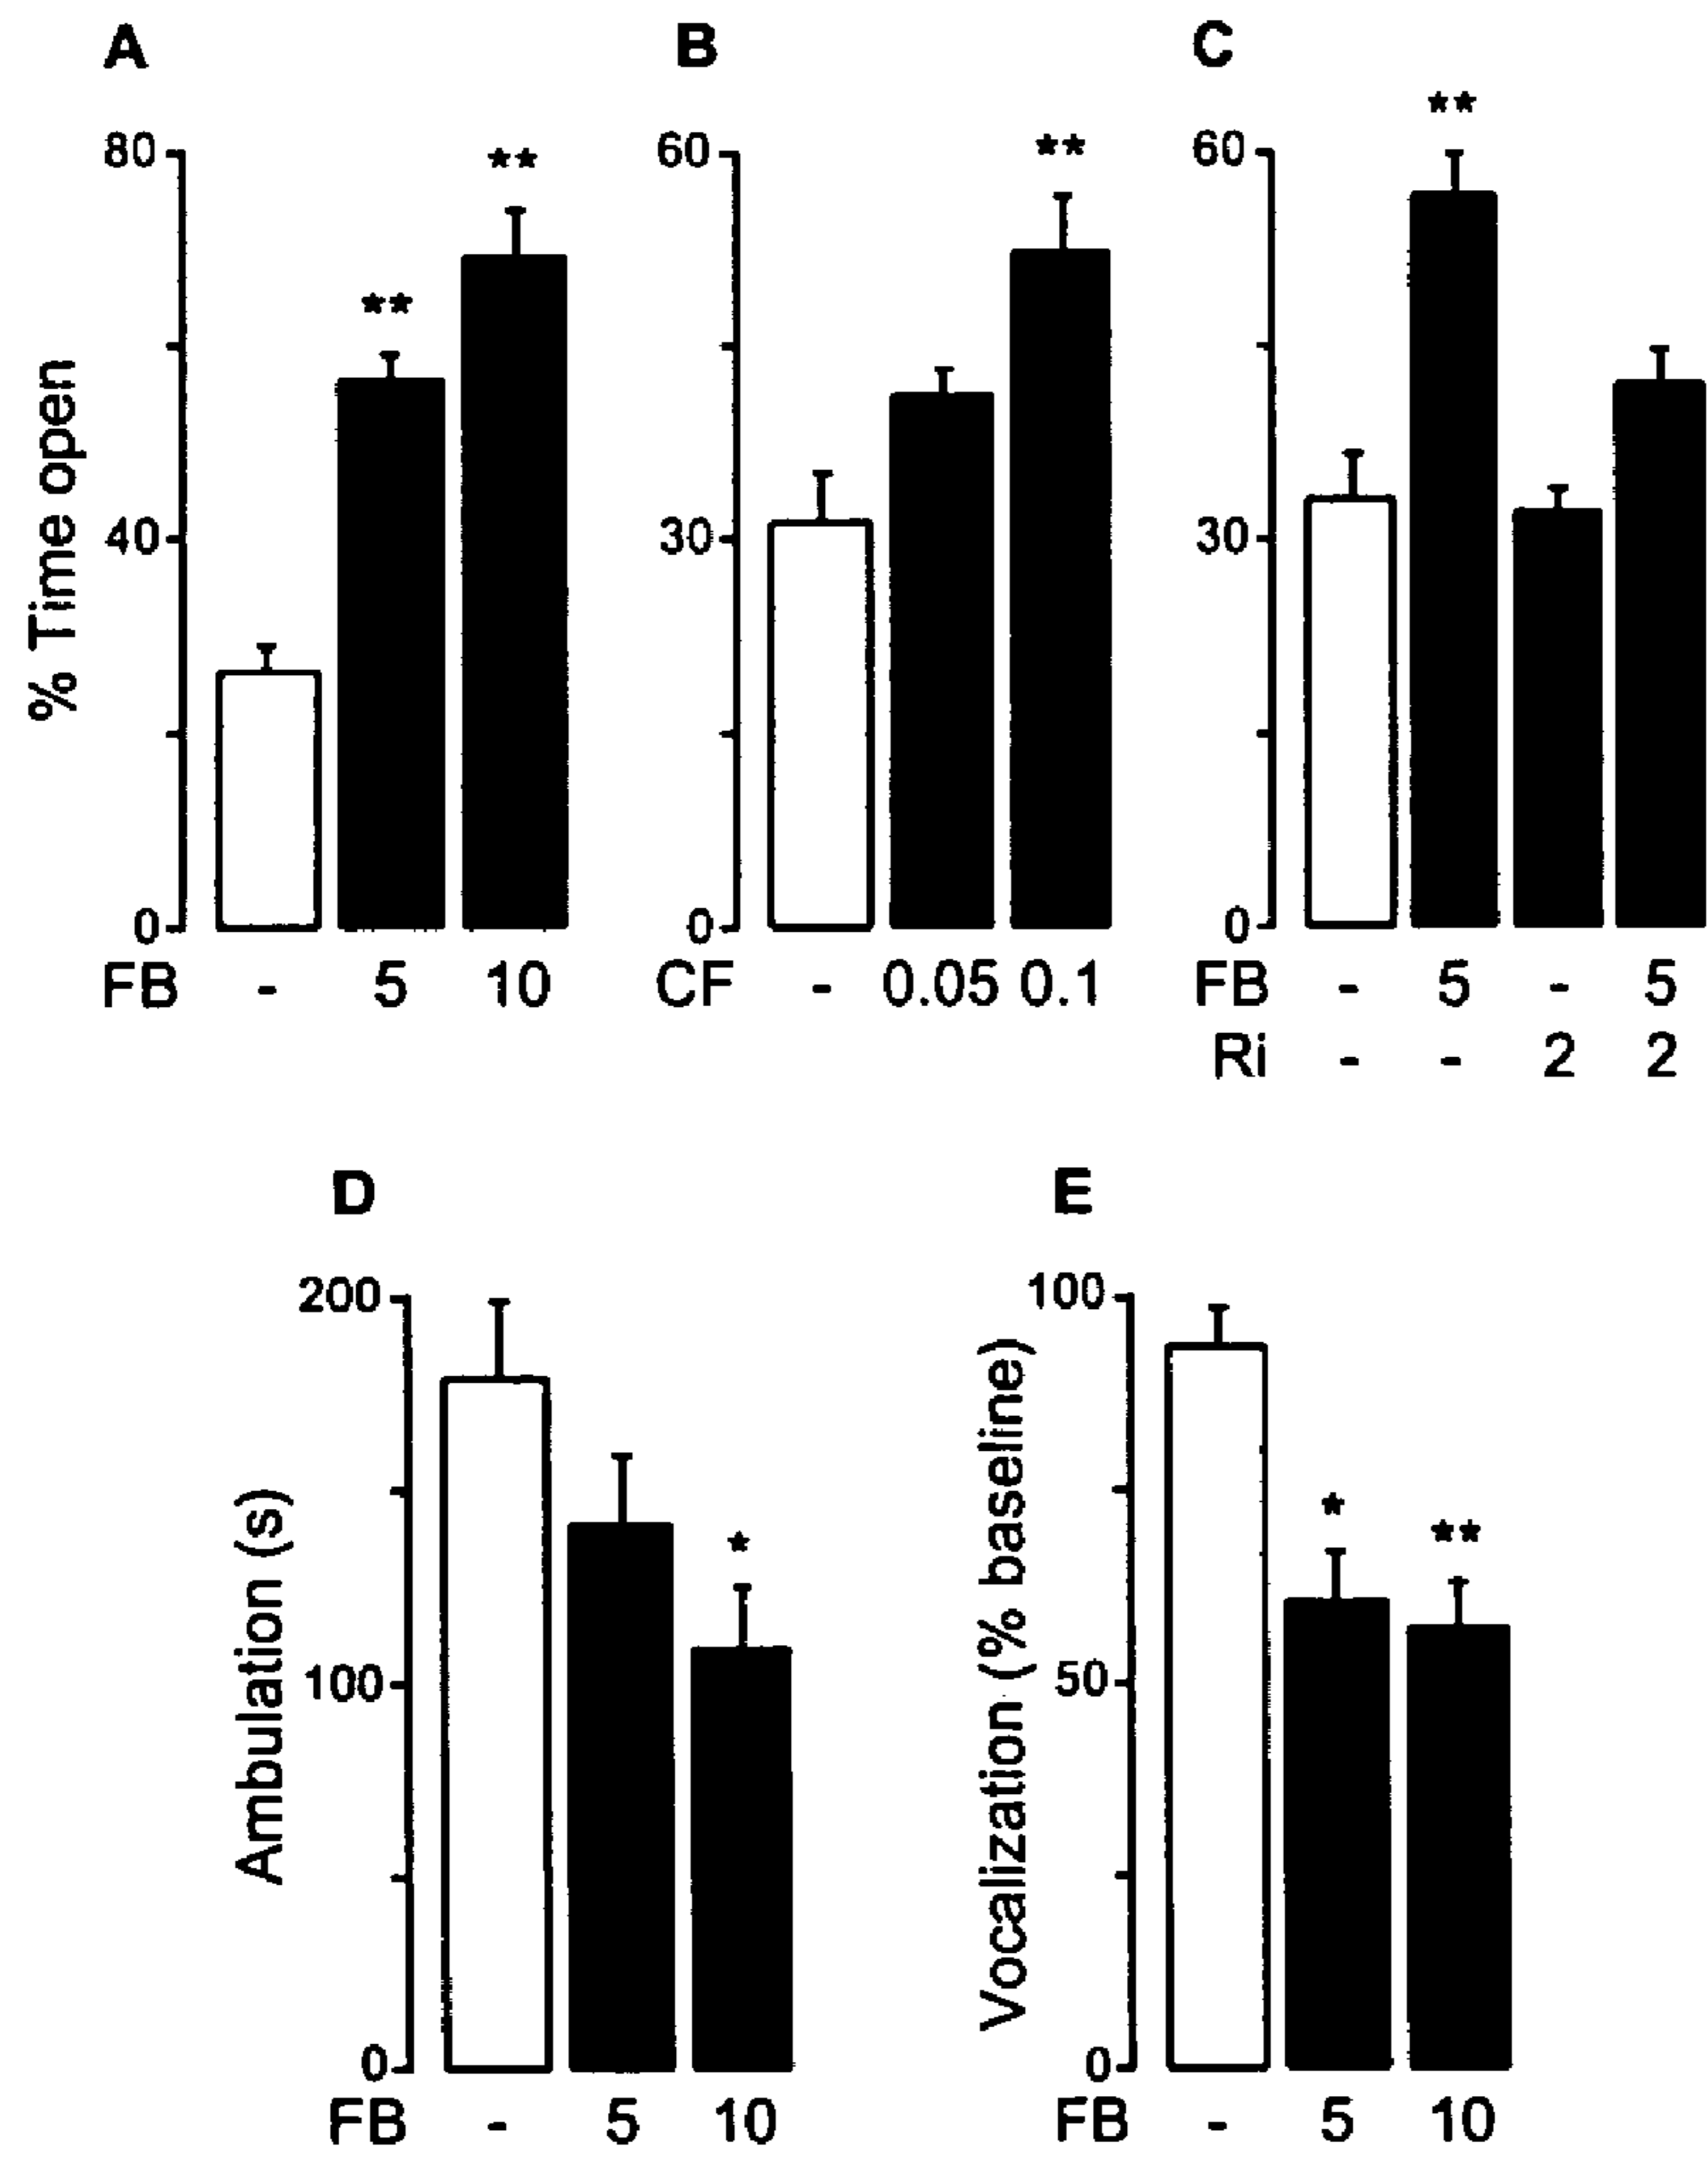 A B C
80 60 60
** ** **
**
% Time open
40 30 30
0 0 0
FB - 5 10 CF - 0.05 0.1 FB - 5 - 5
Ri - - 2 2
D E
200 100
Ambulation (s)
Vocalization (% baseline)
* **
*
100 50
0 0
FB - 5 10 FB - 5 10